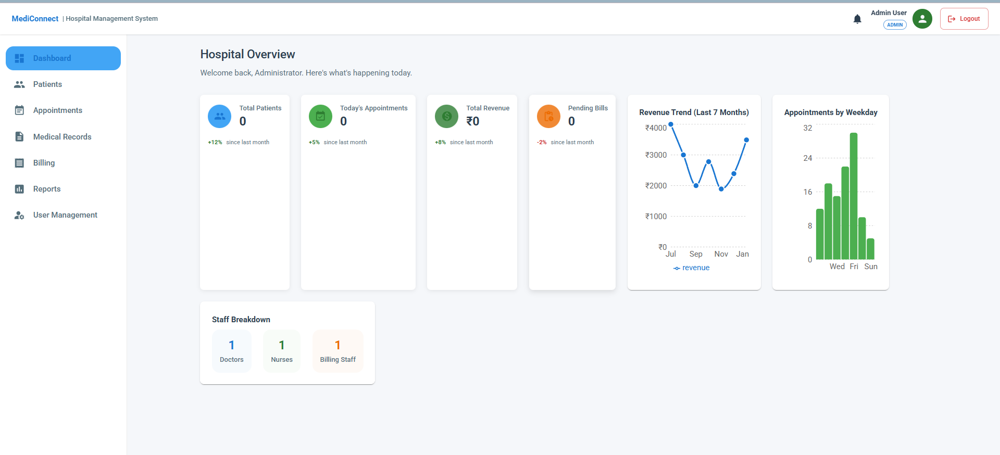 MediConnect | Hospital Management System
Admin User
ADMIN
Logout
Dashboard
Patients
Appointments
Medical Records
Billing
Reports
User Management
Hospital Overview
Welcome back, Administrator. Here's what's happening today.
Total Patients
0
+12% since last month
Today's Appointments
0
+5% since last month
Total Revenue
₹0
+8% since last month
Pending Bills
0
-2% since last month
Revenue Trend (Last 7 Months)
₹4000
₹3000
₹2000
₹1000
₹0
Jul Sep Nov Jan
revenue
Appointments by Weekday
32
24
16
8
0
Wed Fri Sun
Staff Breakdown
1
Doctors
1
Nurses
1
Billing Staff